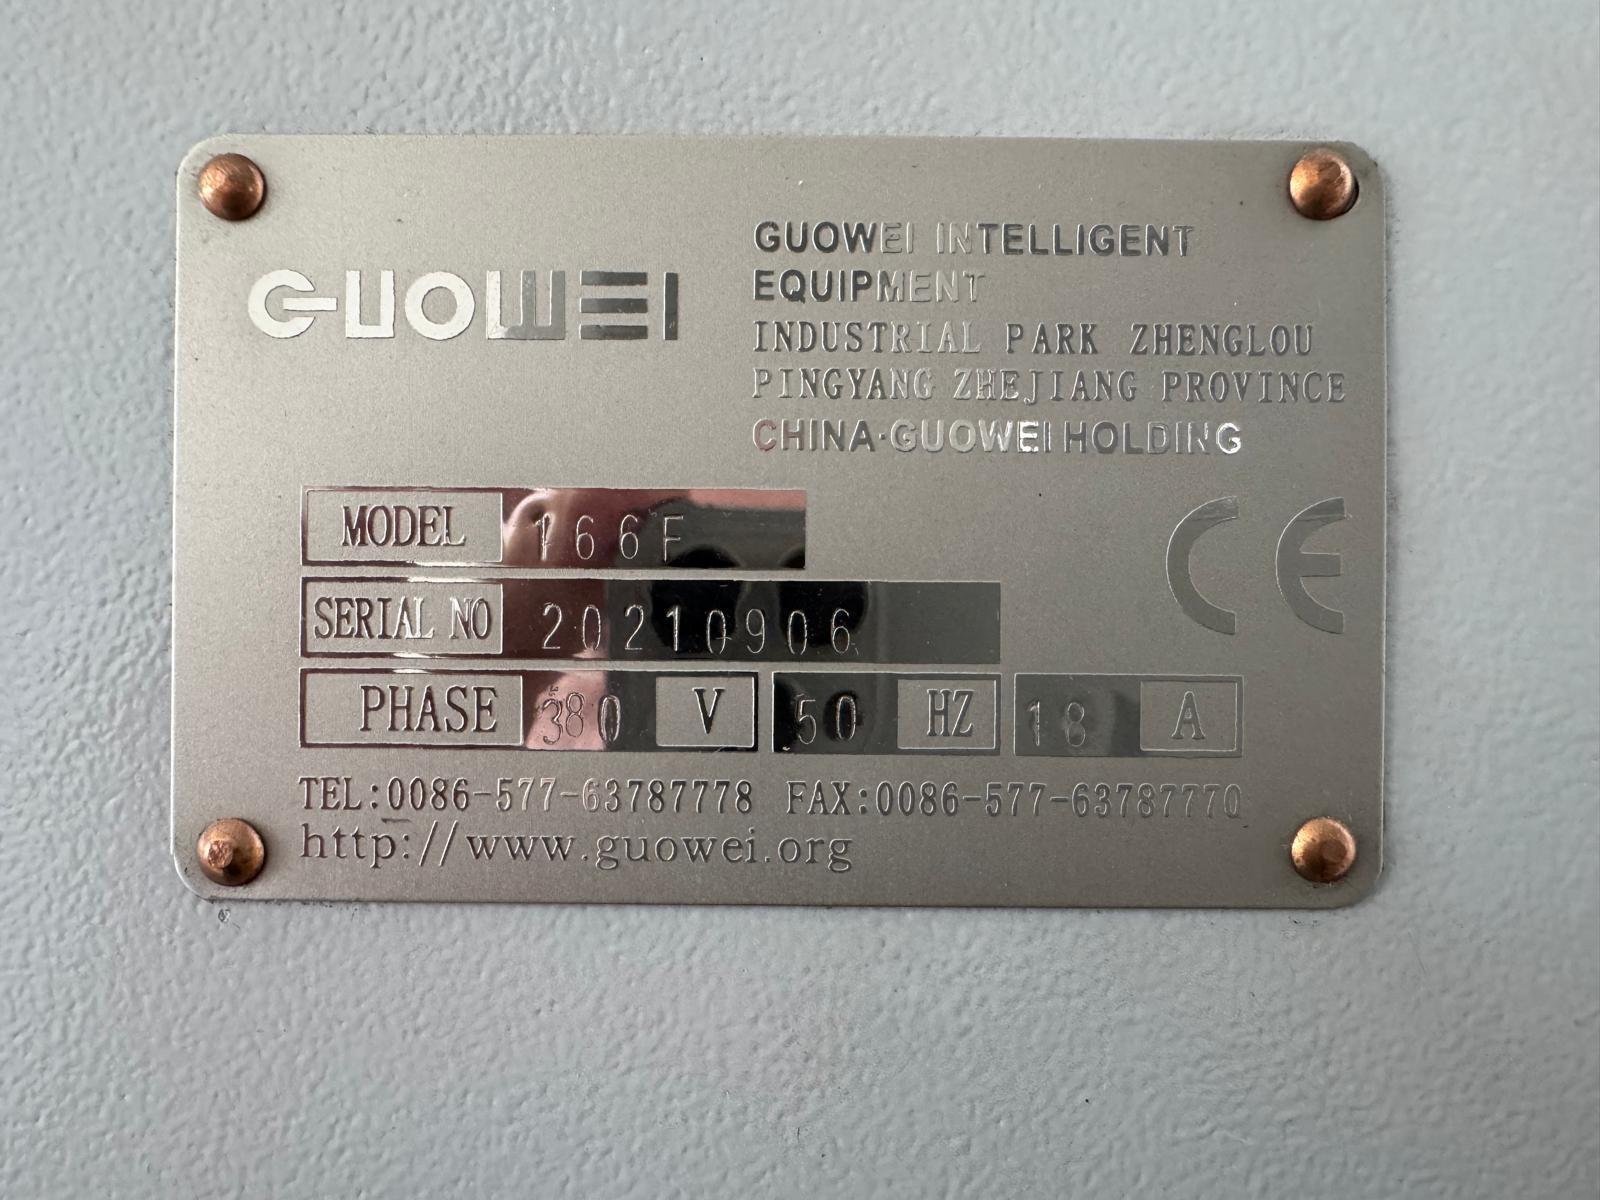 GUOWEI
GUOWEI INTELLIGENT
EQUIPMENT
INDUSTRIAL PARK ZHENGLOU
PINGYANG ZHEJIANG PROVINCE
CHINA·GUOWEI HOLDING
MODEL 166F
CE
SERIAL NO 20210906
PHASE 380 V 50 HZ 18 A
TEL:0086-577-63787778 FAX:0086-577-63787770
http://www.guowei.org